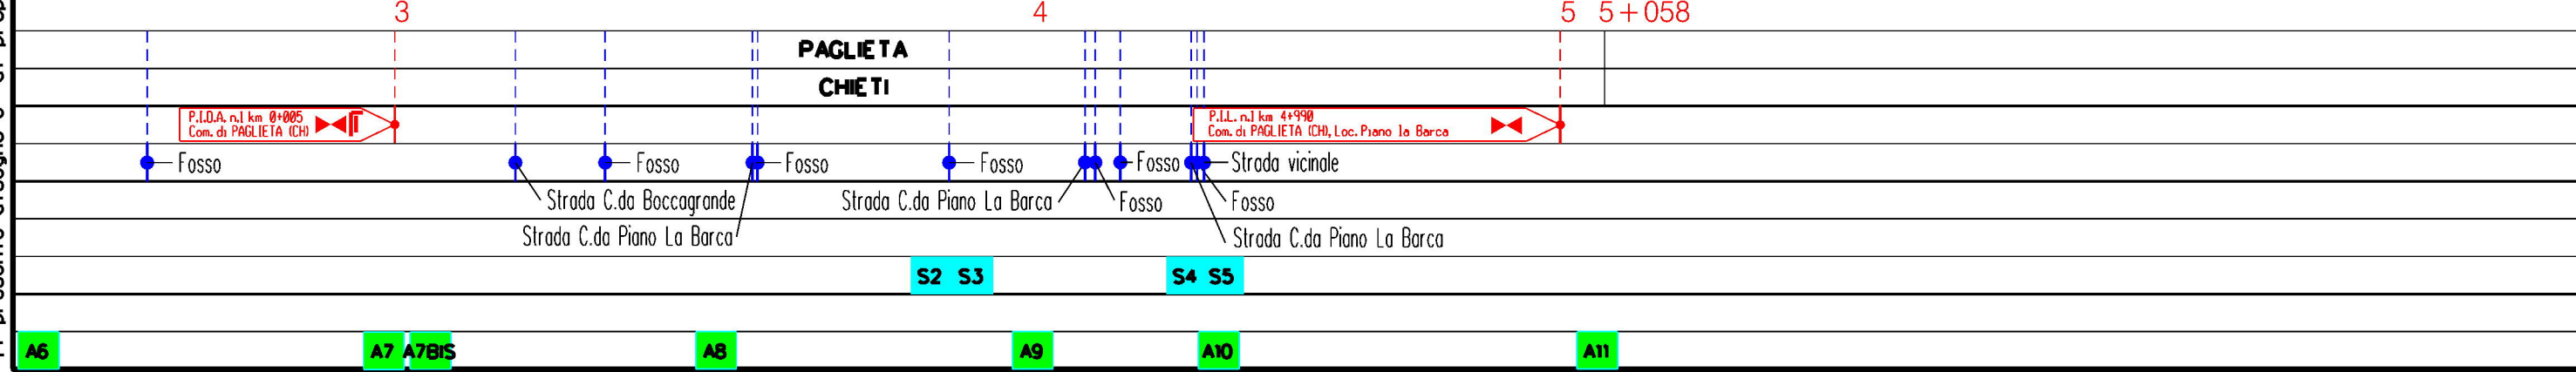 3 4 5 5+058
PAGLIETA
CHIETI
P.I.D.A. n.1 km 0+005
Com. di PAGLIETA (CH)
P.I.L. n.1 km 4+990
Com. di PAGLIETA (CH), Loc. Piano la Barca
Fosso Fosso Fosso Fosso Fosso Strada vicinale
Strada C.da Boccagrande Strada C.da Piano La Barca Fosso Fosso
Strada C.da Piano La Barca Strada C.da Piano La Barca
S2 S3 S4 S5
A6 A7 A7BIS A8 A9 A10 A11